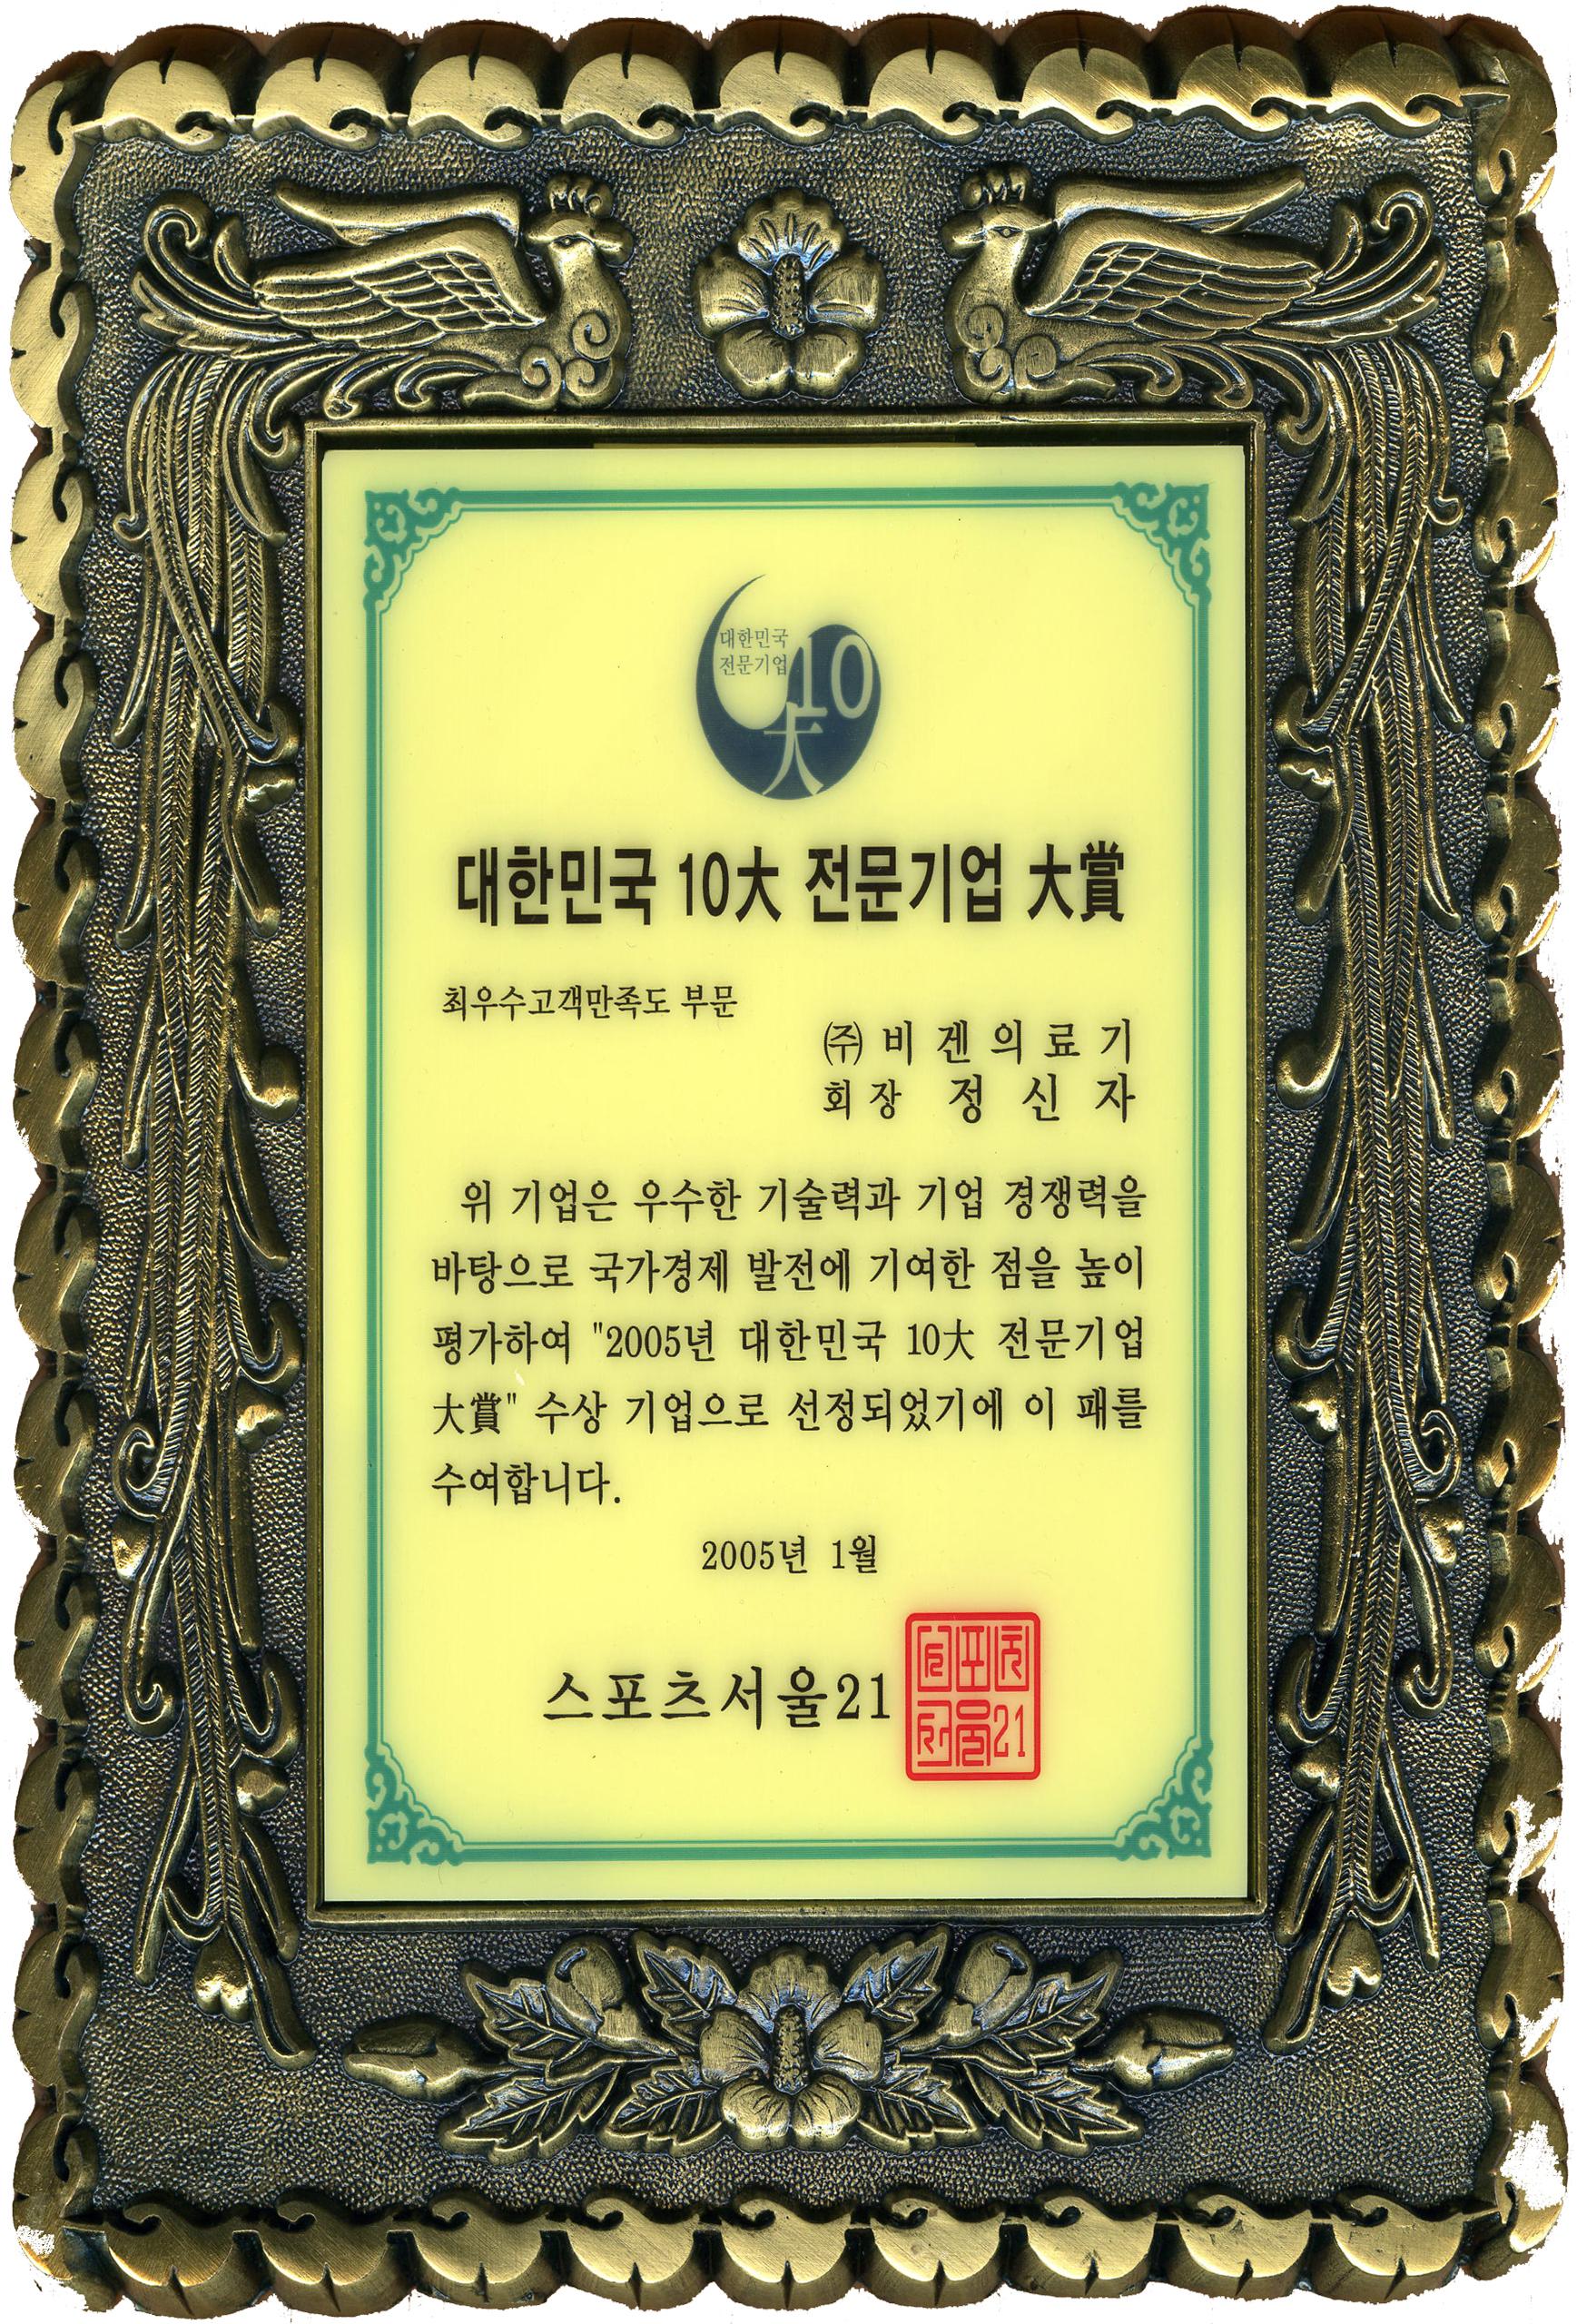 대한민국
전문기업
10
大
대한민국 10大 전문기업 大賞
최우수고객만족도 부문
㈜ 비 겐 의 료 기
회 장 정 신 자
위 기업은 우수한 기술력과 기업 경쟁력을
바탕으로 국가경제 발전에 기여한 점을 높이
평가하여 "2005년 대한민국 10大 전문기업
大賞" 수상 기업으로 선정되었기에 이 패를
수여합니다.
2005년 1월
스포츠서울21
21